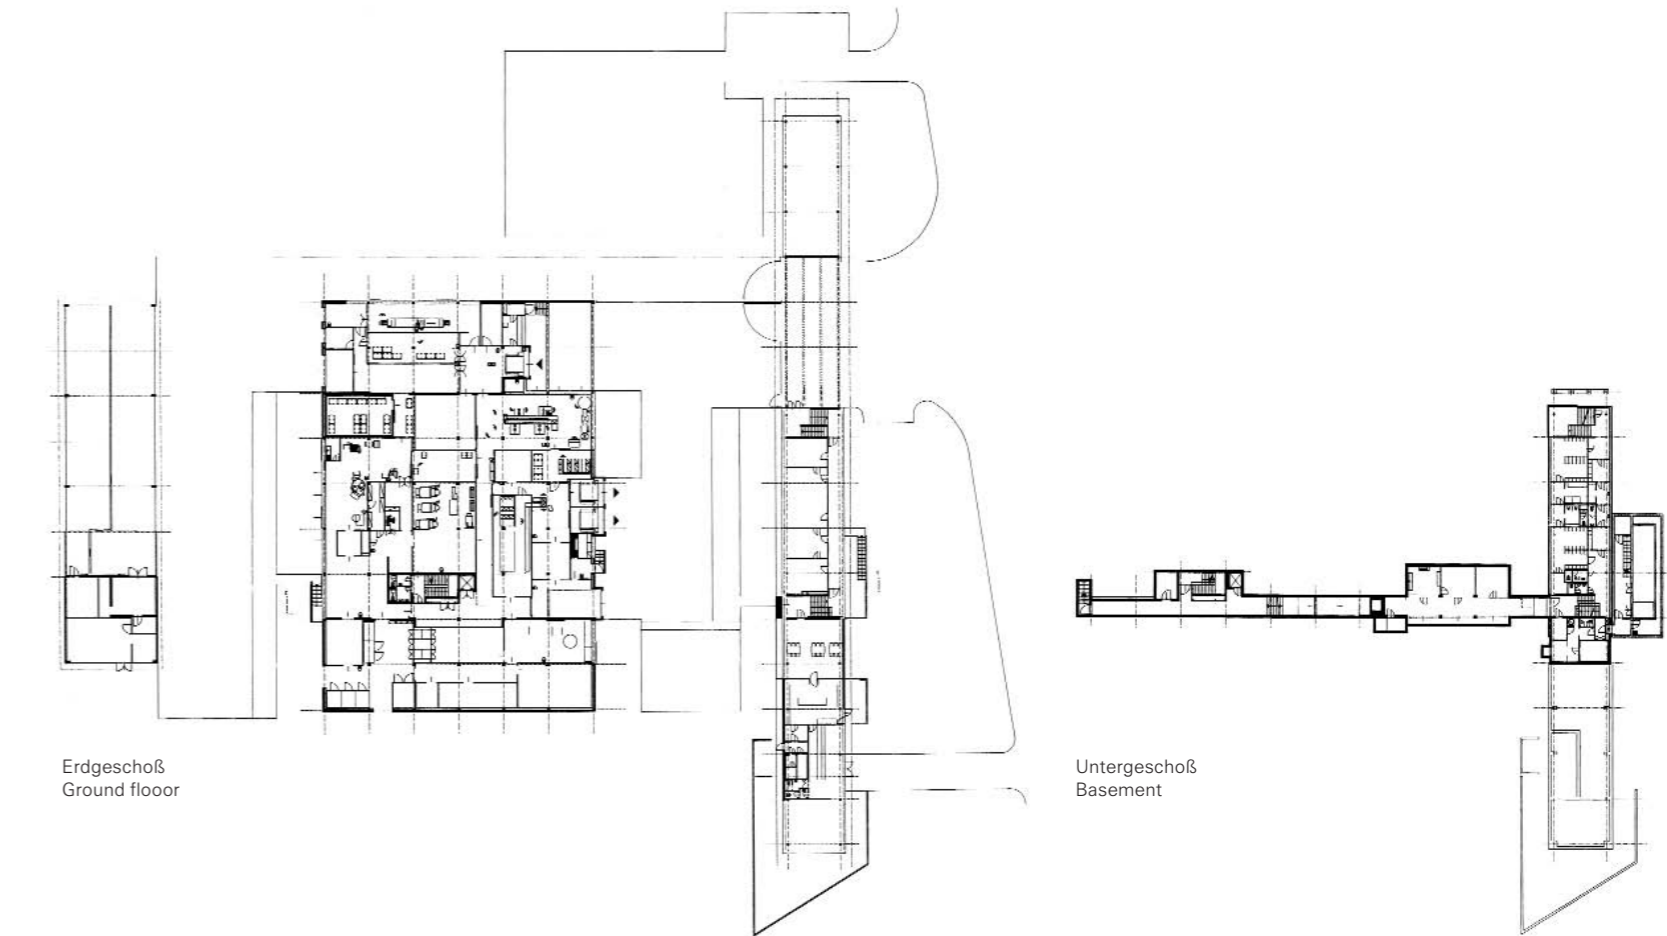 Erdgeschoß
Ground flooor
Untergeschoß
Basement